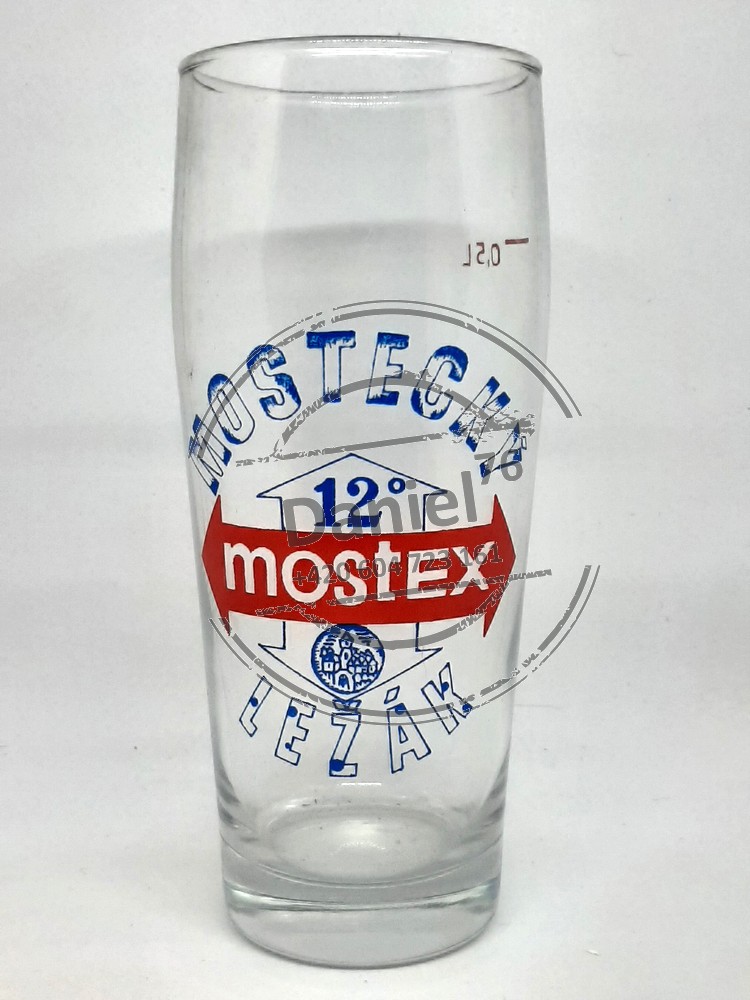 0,5L
MOSTECKÝ
12°
mostEx
LEŽÁK
Daniel76
+420 604 723 161